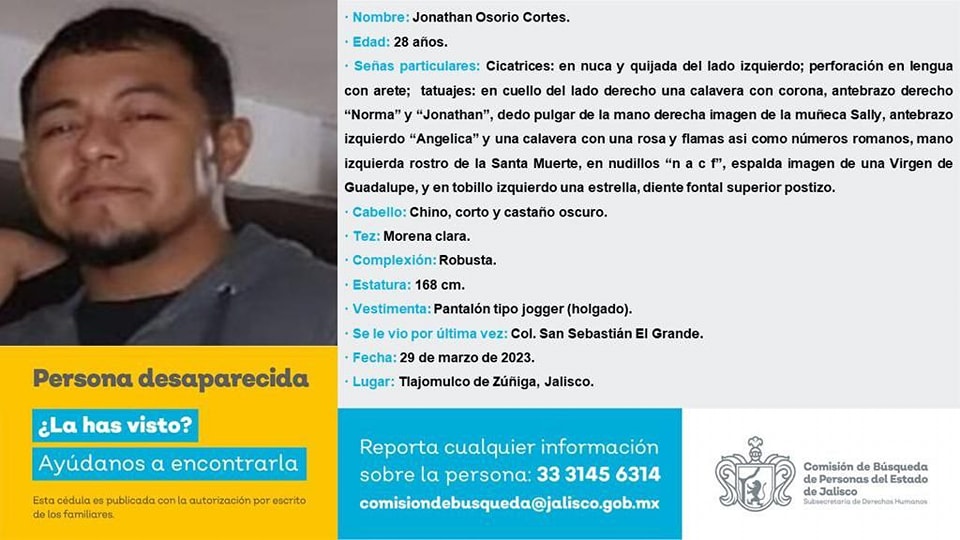 · Nombre: Jonathan Osorio Cortes.
· Edad: 28 años.
· Señas particulares: Cicatrices: en nuca y quijada del lado izquierdo; perforación en lengua
con arete; tatuajes: en cuello del lado derecho una calavera con corona, antebrazo derecho
“Norma” y “Jonathan”, dedo pulgar de la mano derecha imagen de la muñeca Sally, antebrazo
izquierdo “Angelica” y una calavera con una rosa y flamas asi como números romanos, mano
izquierda rostro de la Santa Muerte, en nudillos “n a c f”, espalda imagen de una Virgen de
Guadalupe, y en tobillo izquierdo una estrella, diente fontal superior postizo.
· Cabello: Chino, corto y castaño oscuro.
· Tez: Morena clara.
· Complexión: Robusta.
· Estatura: 168 cm.
· Vestimenta: Pantalón tipo jogger (holgado).
· Se le vio por última vez: Col. San Sebastián El Grande.
· Fecha: 29 de marzo de 2023.
· Lugar: Tlajomulco de Zúñiga, Jalisco.
Persona desaparecida
¿La has visto?
Ayúdanos a encontrarla
Esta cédula es publicada con la autorización por escrito
de los familiares.
Reporta cualquier información
sobre la persona: 33 3145 6314
comisiondebusqueda@jalisco.gob.mx
Comisión de Búsqueda
de Personas del Estado
de Jalisco
Subsecretaría de Derechos Humanos